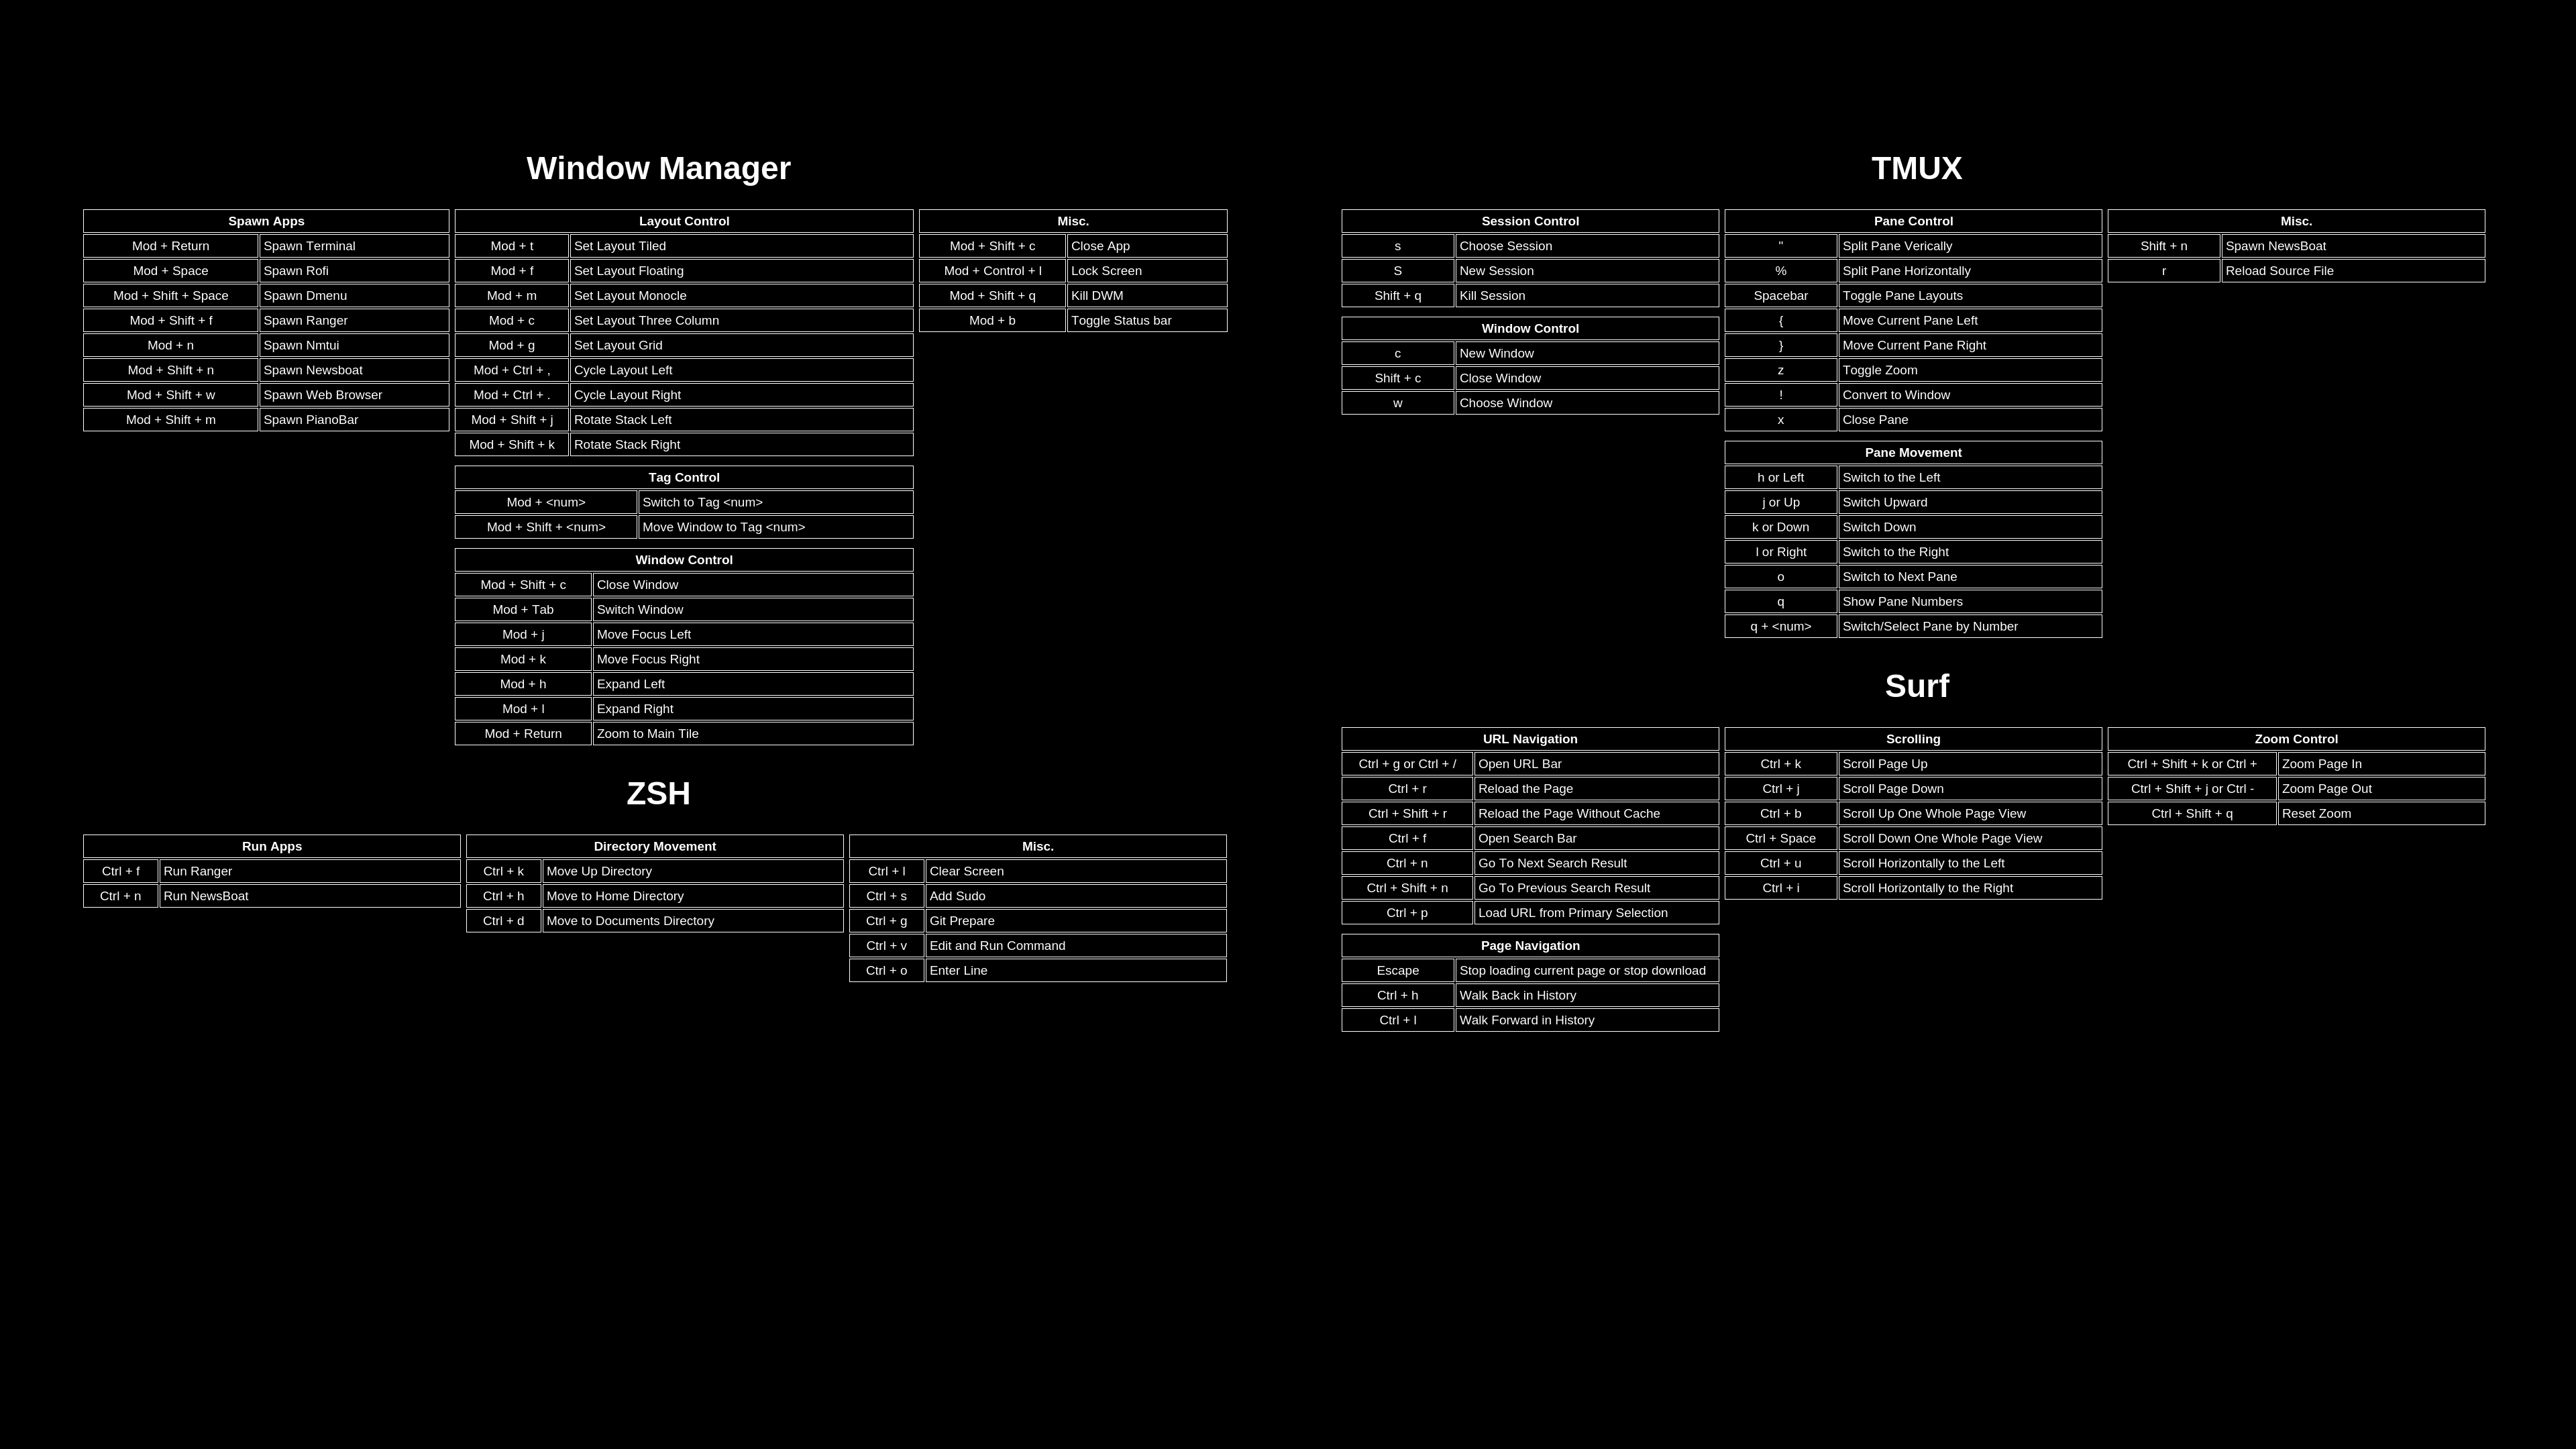 Window Manager
Spawn Apps
Mod + Return Spawn Terminal
Mod + Space Spawn Rofi
Mod + Shift + Space Spawn Dmenu
Mod + Shift + f Spawn Ranger
Mod + n Spawn Nmtui
Mod + Shift + n Spawn Newsboat
Mod + Shift + w Spawn Web Browser
Mod + Shift + m Spawn PianoBar
Layout Control
Mod + t Set Layout Tiled
Mod + f Set Layout Floating
Mod + m Set Layout Monocle
Mod + c Set Layout Three Column
Mod + g Set Layout Grid
Mod + Ctrl + , Cycle Layout Left
Mod + Ctrl + . Cycle Layout Right
Mod + Shift + j Rotate Stack Left
Mod + Shift + k Rotate Stack Right
Tag Control
Mod + <num> Switch to Tag <num>
Mod + Shift + <num> Move Window to Tag <num>
Window Control
Mod + Shift + c Close Window
Mod + Tab Switch Window
Mod + j Move Focus Left
Mod + k Move Focus Right
Mod + h Expand Left
Mod + l Expand Right
Mod + Return Zoom to Main Tile
Misc.
Mod + Shift + c Close App
Mod + Control + l Lock Screen
Mod + Shift + q Kill DWM
Mod + b Toggle Status bar
ZSH
Run Apps
Ctrl + f Run Ranger
Ctrl + n Run NewsBoat
Directory Movement
Ctrl + k Move Up Directory
Ctrl + h Move to Home Directory
Ctrl + d Move to Documents Directory
Misc.
Ctrl + l Clear Screen
Ctrl + s Add Sudo
Ctrl + g Git Prepare
Ctrl + v Edit and Run Command
Ctrl + o Enter Line
TMUX
Session Control
s Choose Session
S New Session
Shift + q Kill Session
Window Control
c New Window
Shift + c Close Window
w Choose Window
Pane Control
" Split Pane Verically
% Split Pane Horizontally
Spacebar Toggle Pane Layouts
{ Move Current Pane Left
} Move Current Pane Right
z Toggle Zoom
! Convert to Window
x Close Pane
Pane Movement
h or Left Switch to the Left
j or Up Switch Upward
k or Down Switch Down
l or Right Switch to the Right
o Switch to Next Pane
q Show Pane Numbers
q + <num> Switch/Select Pane by Number
Misc.
Shift + n Spawn NewsBoat
r Reload Source File
Surf
URL Navigation
Ctrl + g or Ctrl + / Open URL Bar
Ctrl + r Reload the Page
Ctrl + Shift + r Reload the Page Without Cache
Ctrl + f Open Search Bar
Ctrl + n Go To Next Search Result
Ctrl + Shift + n Go To Previous Search Result
Ctrl + p Load URL from Primary Selection
Page Navigation
Escape Stop loading current page or stop download
Ctrl + h Walk Back in History
Ctrl + l Walk Forward in History
Scrolling
Ctrl + k Scroll Page Up
Ctrl + j Scroll Page Down
Ctrl + b Scroll Up One Whole Page View
Ctrl + Space Scroll Down One Whole Page View
Ctrl + u Scroll Horizontally to the Left
Ctrl + i Scroll Horizontally to the Right
Zoom Control
Ctrl + Shift + k or Ctrl + Zoom Page In
Ctrl + Shift + j or Ctrl - Zoom Page Out
Ctrl + Shift + q Reset Zoom